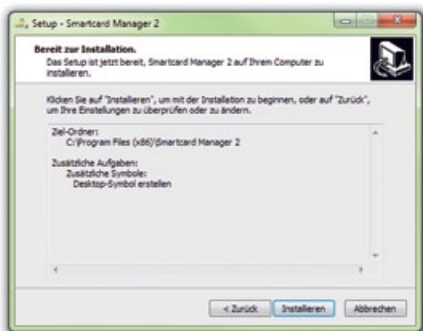 Setup - Smartcard Manager 2
Bereit zur Installation.
Das Setup ist jetzt bereit, Smartcard Manager 2 auf Ihrem Computer zu
installieren.
Klicken Sie auf "Installieren", um mit der Installation zu beginnen, oder auf "Zurück",
um Ihre Einstellungen zu überprüfen oder zu ändern.
Ziel-Ordner:
C:\Program Files (x86)\Smartcard Manager 2
Zusätzliche Aufgaben:
Zusätzliche Symbole:
Desktop-Symbol erstellen
< Zurück
Installieren
Abbrechen